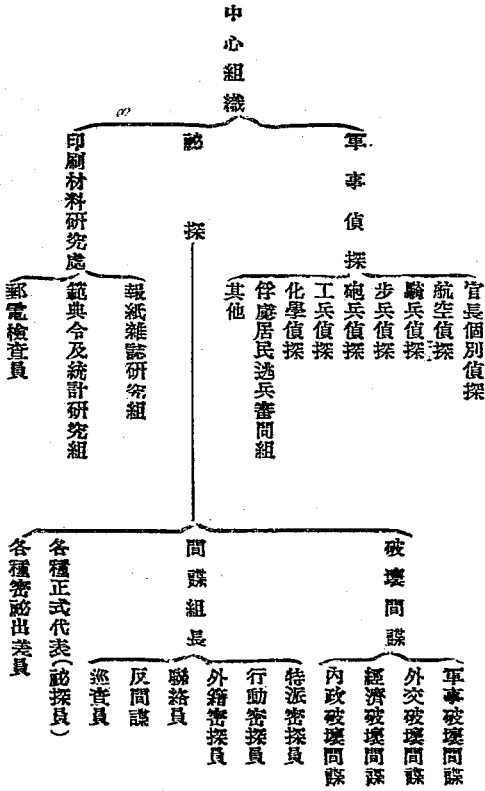 中心組織
軍事偵探
官長個別偵探
航空偵探
騎兵偵探
步兵偵探
砲兵偵探
工兵偵探
化學偵探
俘虜居民逃兵審問組
其他
祕探
破壞間諜
軍事破壞間諜
外交破壞間諜
經濟破壞間諜
內政破壞間諜
間諜組長
特派密探員
行動密探員
外籍密探員
聯絡員
反間諜
巡查員
各種正式代表(祕探員)
各種密祕出差員
印刷材料研究處
報紙雜誌研究組
範典令及統計研究組
郵電檢查員